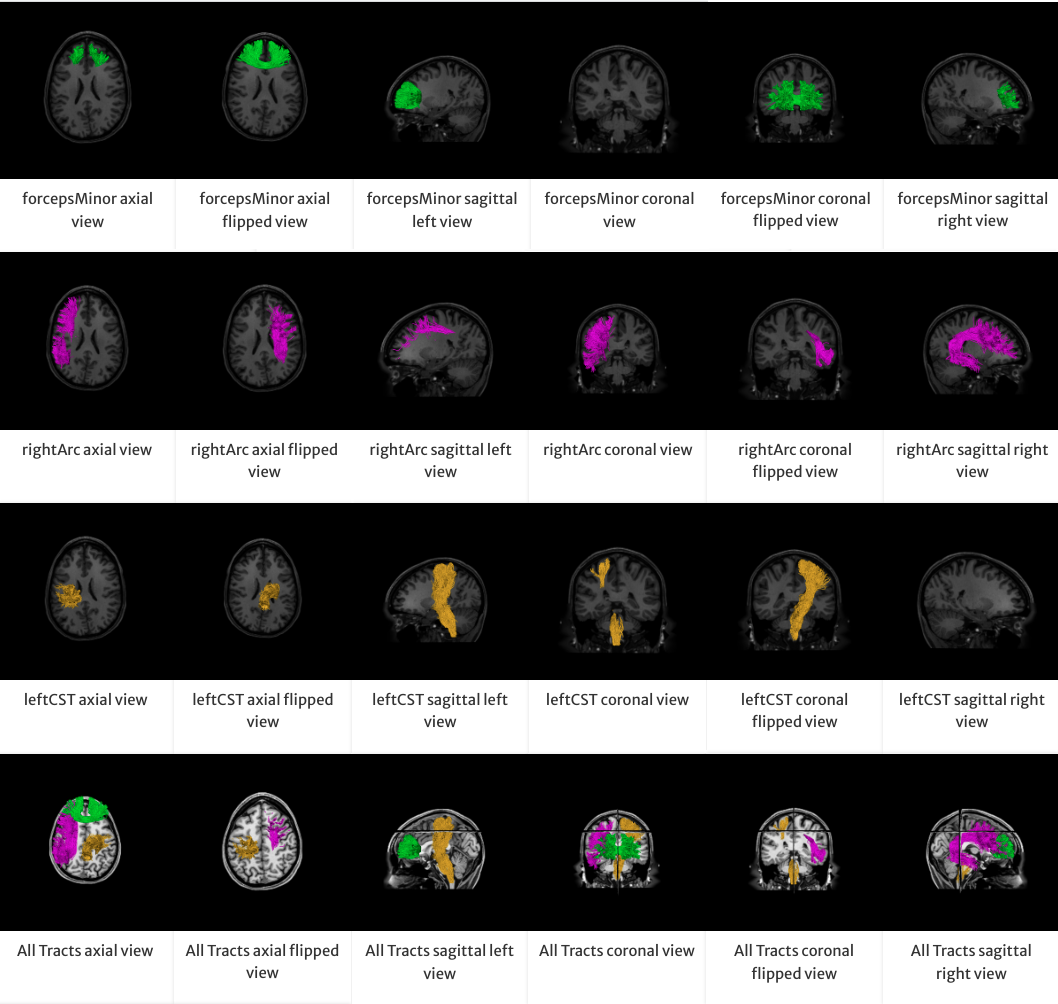 forcepsMinor axial
view
forcepsMinor axial
flipped view
forcepsMinor sagittal
left view
forcepsMinor coronal
view
forcepsMinor coronal
flipped view
forcepsMinor sagittal
right view
rightArc axial view
rightArc axial flipped
view
rightArc sagittal left
view
rightArc coronal view
rightArc coronal
flipped view
rightArc sagittal right
view
leftCST axial view
leftCST axial flipped
view
leftCST sagittal left
view
leftCST coronal view
leftCST coronal
flipped view
leftCST sagittal right
view
All Tracts axial view
All Tracts axial flipped
view
All Tracts sagittal left
view
All Tracts coronal view
All Tracts coronal
flipped view
All Tracts sagittal
right view